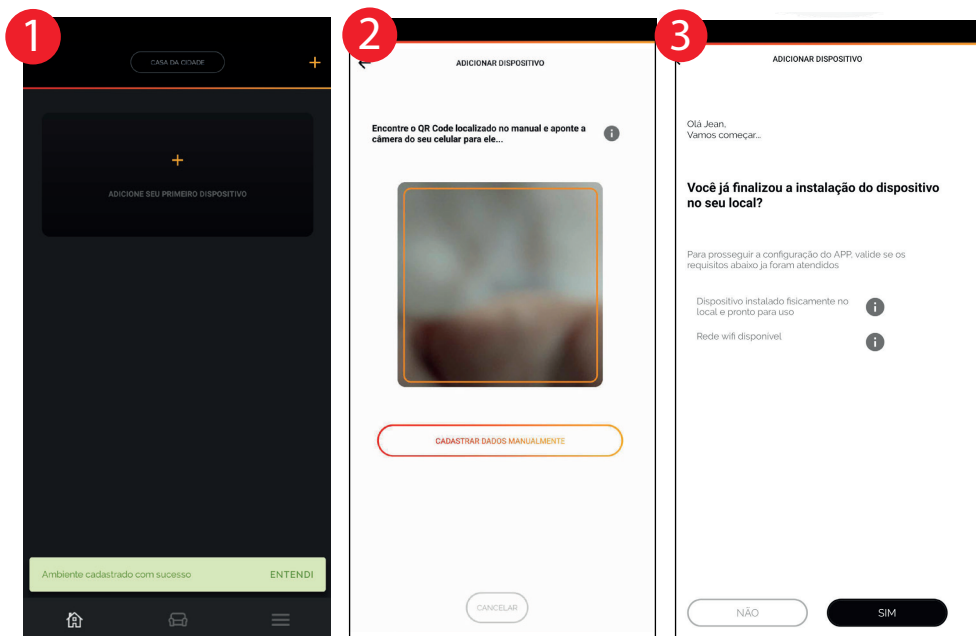 1
CASA DA CIDADE
+
+
ADICIONE SEU PRIMEIRO DISPOSITIVO
Ambiente cadastrado com sucesso ENTENDI
2
ADICIONAR DISPOSITIVO
Encontre o QR Code localizado no manual e aponte a
câmera do seu celular para ele...
i
CADASTRAR DADOS MANUALMENTE
CANCELAR
3
ADICIONAR DISPOSITIVO
Olá Jean,
Vamos começar...
Você já finalizou a instalação do dispositivo
no seu local?
Para prosseguir a configuração do APP, valide se os
requisitos abaixo ja foram atendidos
Dispositivo instalado fisicamente no
local e pronto para uso
i
Rede wifi disponivel
i
NÃO SIM